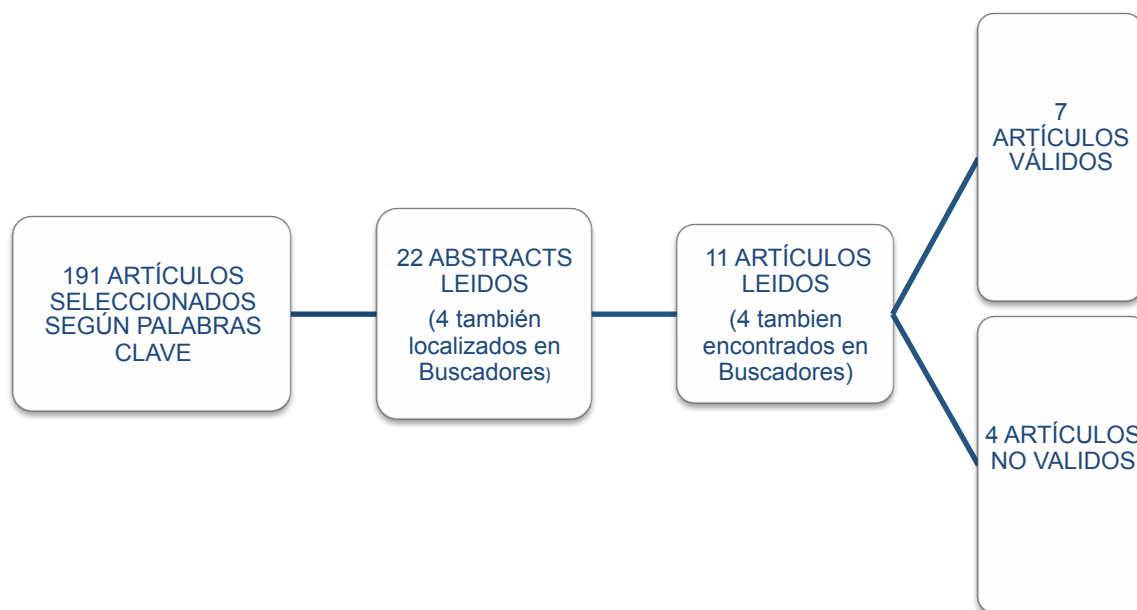 191 ARTÍCULOS
SELECCIONADOS
SEGÚN PALABRAS
CLAVE
22 ABSTRACTS
LEIDOS
(4 también
localizados en
Buscadores)
11 ARTÍCULOS
LEIDOS
(4 tambien
encontrados en
Buscadores)
7
ARTÍCULOS
VÁLIDOS
4 ARTÍCULOS
NO VALIDOS